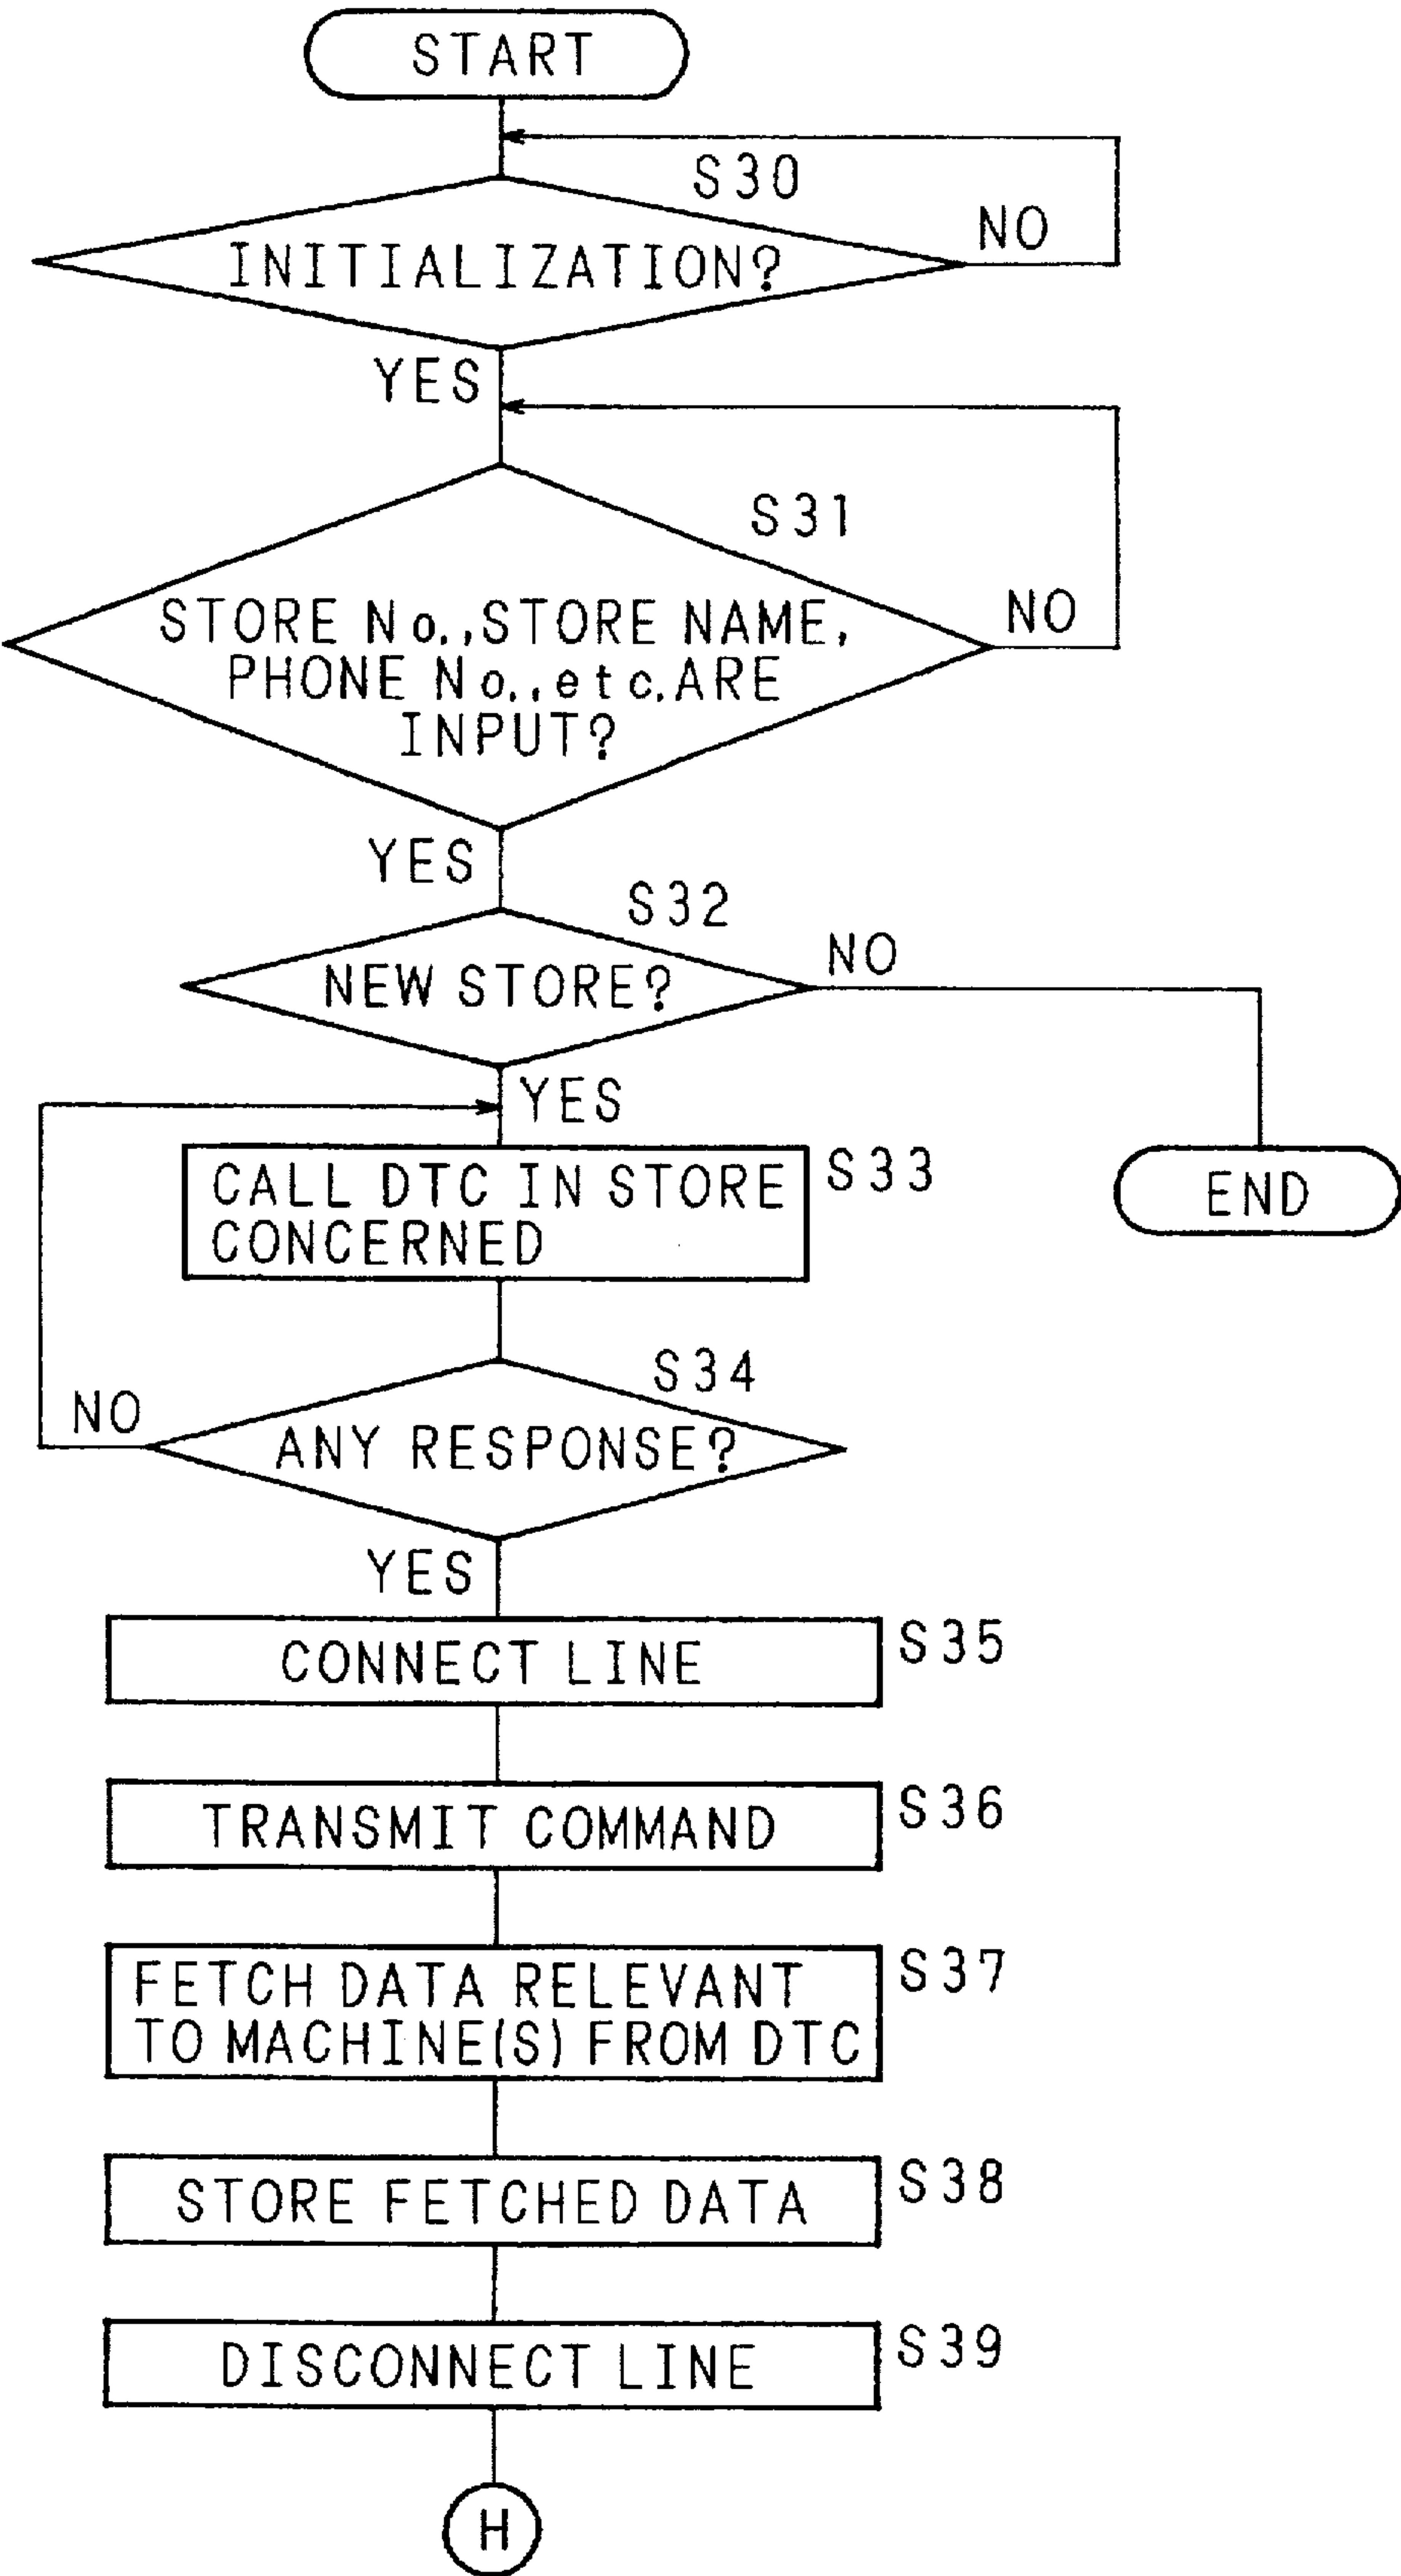 START
S30
NO
INITIALIZATION?
YES
S31
NO
STORE No.,STORE NAME,
PHONE No.,etc.ARE
INPUT?
YES
S32
NO
NEW STORE?
YES
CALL DTC IN STORE
CONCERNED
S33
END
S34
NO
ANY RESPONSE?
YES
CONNECT LINE
S35
TRANSMIT COMMAND
S36
FETCH DATA RELEVANT
TO MACHINE(S) FROM DTC
S37
STORE FETCHED DATA
S38
DISCONNECT LINE
S39
H